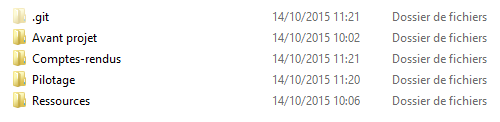 .git 14/10/2015 11:21 Dossier de fichiers
Avant projet 14/10/2015 10:02 Dossier de fichiers
Comptes-rendus 14/10/2015 11:21 Dossier de fichiers
Pilotage 14/10/2015 11:20 Dossier de fichiers
Ressources 14/10/2015 10:06 Dossier de fichiers